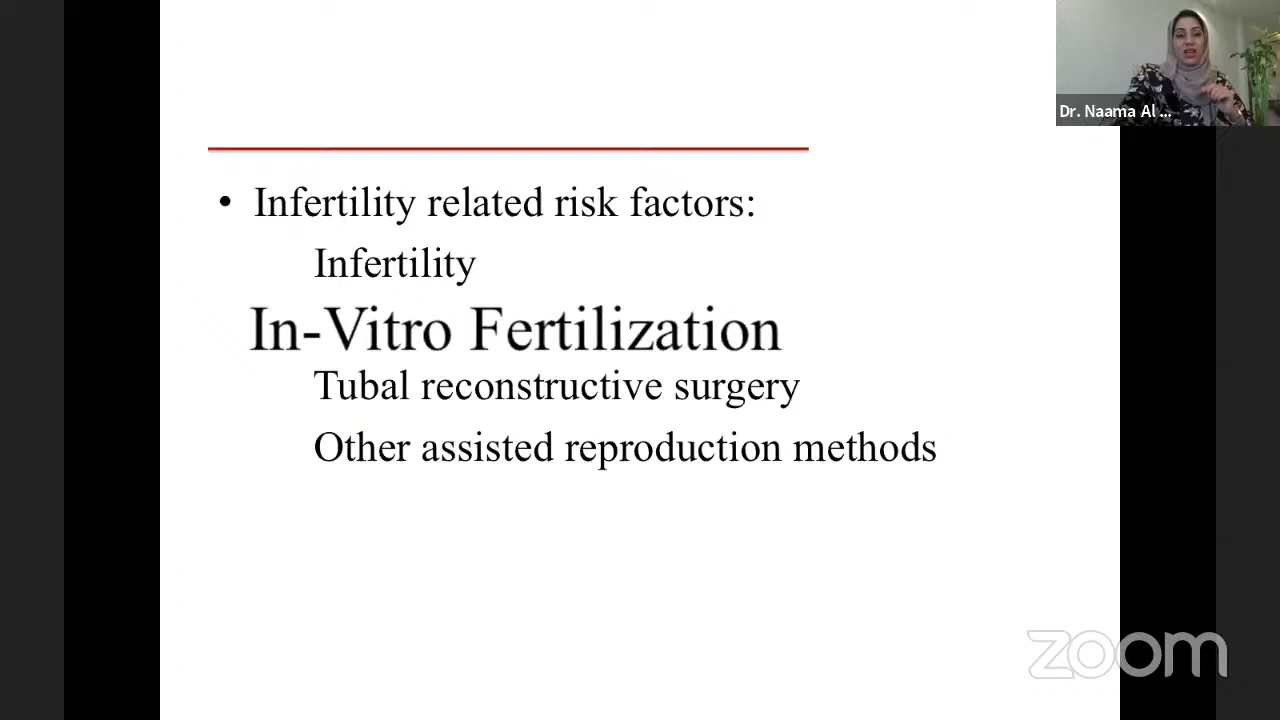 Dr. Naama Al ...
• Infertility related risk factors:
Infertility
In-Vitro Fertilization
Tubal reconstructive surgery
Other assisted reproduction methods
zoom